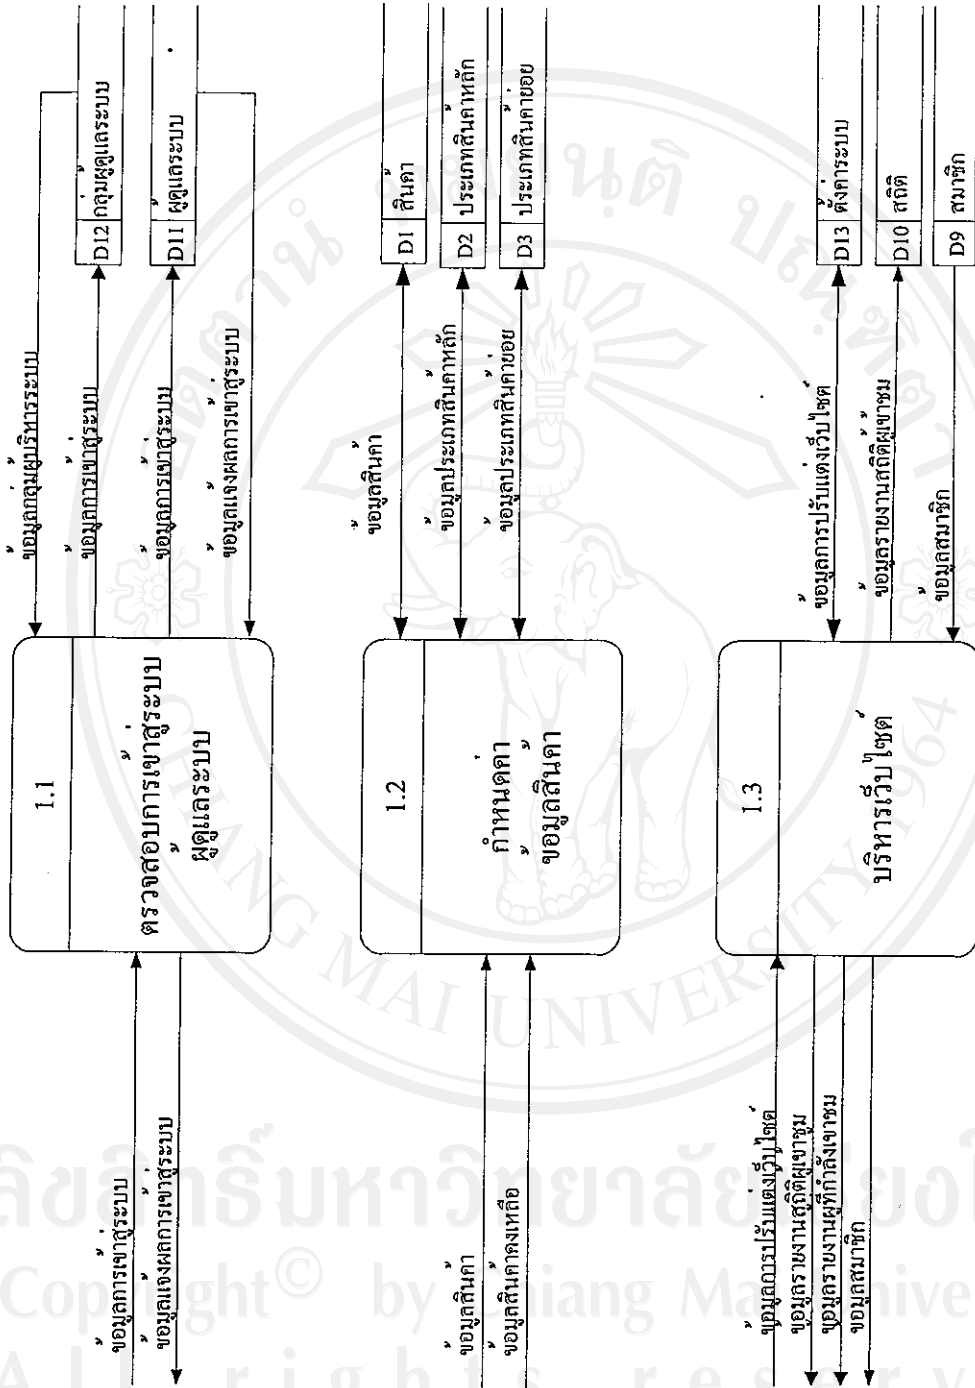 1.1
ตรวจสอบการเข้าสู่ระบบ
ผู้ดูแลระบบ
ข้อมูลการเข้าสู่ระบบ
ข้อมูลแจ้งผลการเข้าสู่ระบบ
ข้อมูลกลุ่มผู้บริหารระบบ
ข้อมูลการเข้าสู่ระบบ
ข้อมูลการเข้าสู่ระบบ
ข้อมูลแจ้งผลการเข้าสู่ระบบ
D12 กลุ่มผู้ดูแลระบบ
D11 ผู้ดูแลระบบ
1.2
กำหนดค่า
ข้อมูลสินค้า
ข้อมูลสินค้า
ข้อมูลสินค้าคงเหลือ
ข้อมูลสินค้า
ข้อมูลประเภทสินค้าหลัก
ข้อมูลประเภทสินค้าย่อย
D1 สินค้า
D2 ประเภทสินค้าหลัก
D3 ประเภทสินค้าย่อย
1.3
บริหารเว็บไซต์
ข้อมูลการปรับแต่งเว็บไซต์
ข้อมูลรายงานสถิติผู้เข้าชม
ข้อมูลรายงานผู้ที่กำลังเข้าชม
ข้อมูลสมาชิก
ข้อมูลการปรับแต่งเว็บไซต์
ข้อมูลรายงานสถิติผู้เข้าชม
ข้อมูลสมาชิก
D13 ตั้งค่าระบบ
D10 สถิติ
D9 สมาชิก
CHIANG MAI UNIVERSITY 1964
ลิขสิทธิ์มหาวิทยาลัยเชียงใ
Copyright© by Chiang Mai Unive
All rights reserv